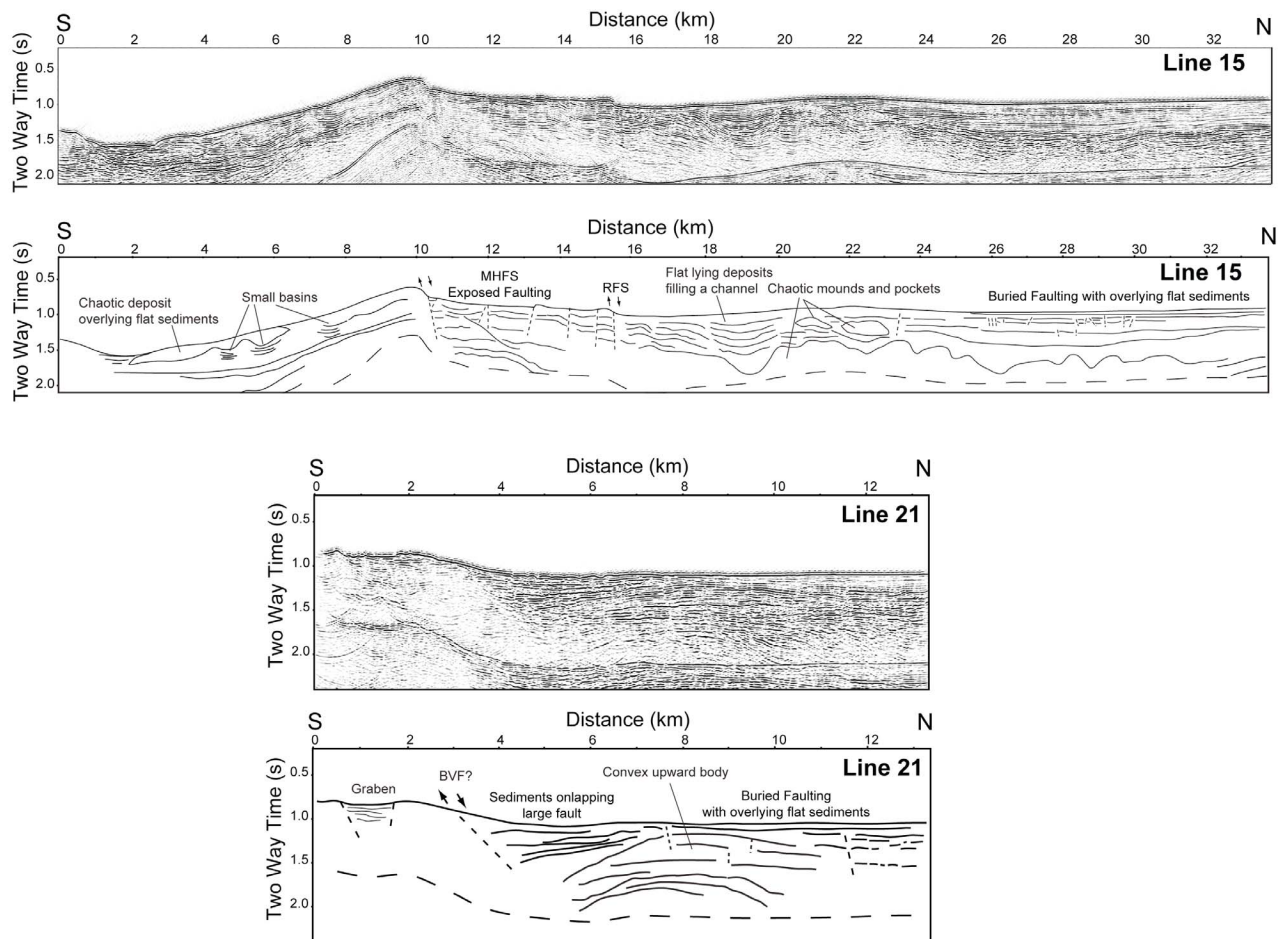 S Distance (km) N
0 2 4 6 8 10 12 14 16 18 20 22 24 26 28 30 32
Line 15
Two Way Time (s)
0.5
1.0
1.5
2.0
S Distance (km) N
0 2 4 6 8 10 12 14 16 18 20 22 24 26 28 30 32
Line 15
Two Way Time (s)
0.5
1.0
1.5
2.0
Chaotic deposit
overlying flat sediments
Small basins
MHFS
Exposed Faulting
RFS
Flat lying deposits
filling a channel
Chaotic mounds and pockets
Buried Faulting with overlying flat sediments
S Distance (km) N
0 2 4 6 8 10 12
Line 21
Two Way Time (s)
0.5
1.0
1.5
2.0
S Distance (km) N
0 2 4 6 8 10 12
Line 21
Two Way Time (s)
0.5
1.0
1.5
2.0
Graben
BVF?
Sediments onlapping
large fault
Convex upward body
Buried Faulting
with overlying flat sediments